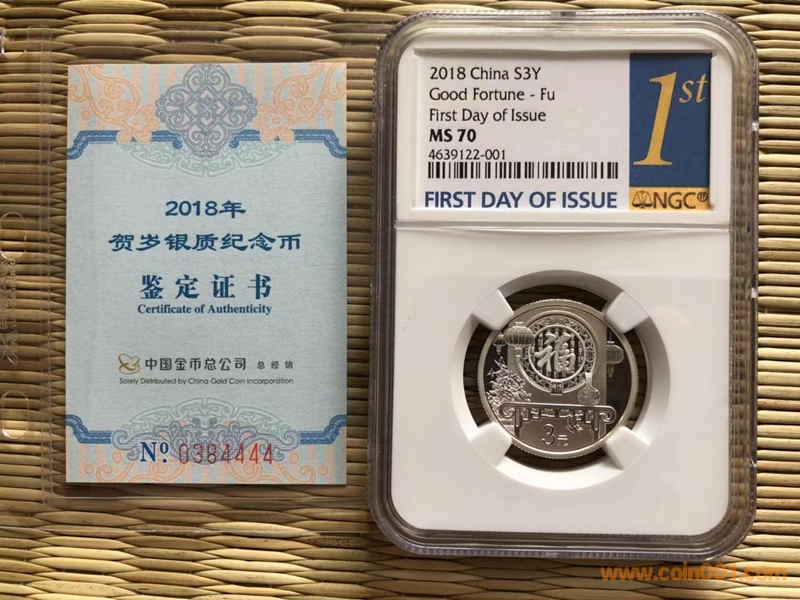 2018年
贺岁银质纪念币
鉴定证书
Certificate of Authenticity
中国金币总公司 总经销
Solely Distributed by China Gold Coin Incorporation
Nº 0384444
2018 China S3Y
Good Fortune - Fu
First Day of Issue
MS 70
4639122-001
FIRST DAY OF ISSUE
1st
NGC
福
3元
www.coin001.com